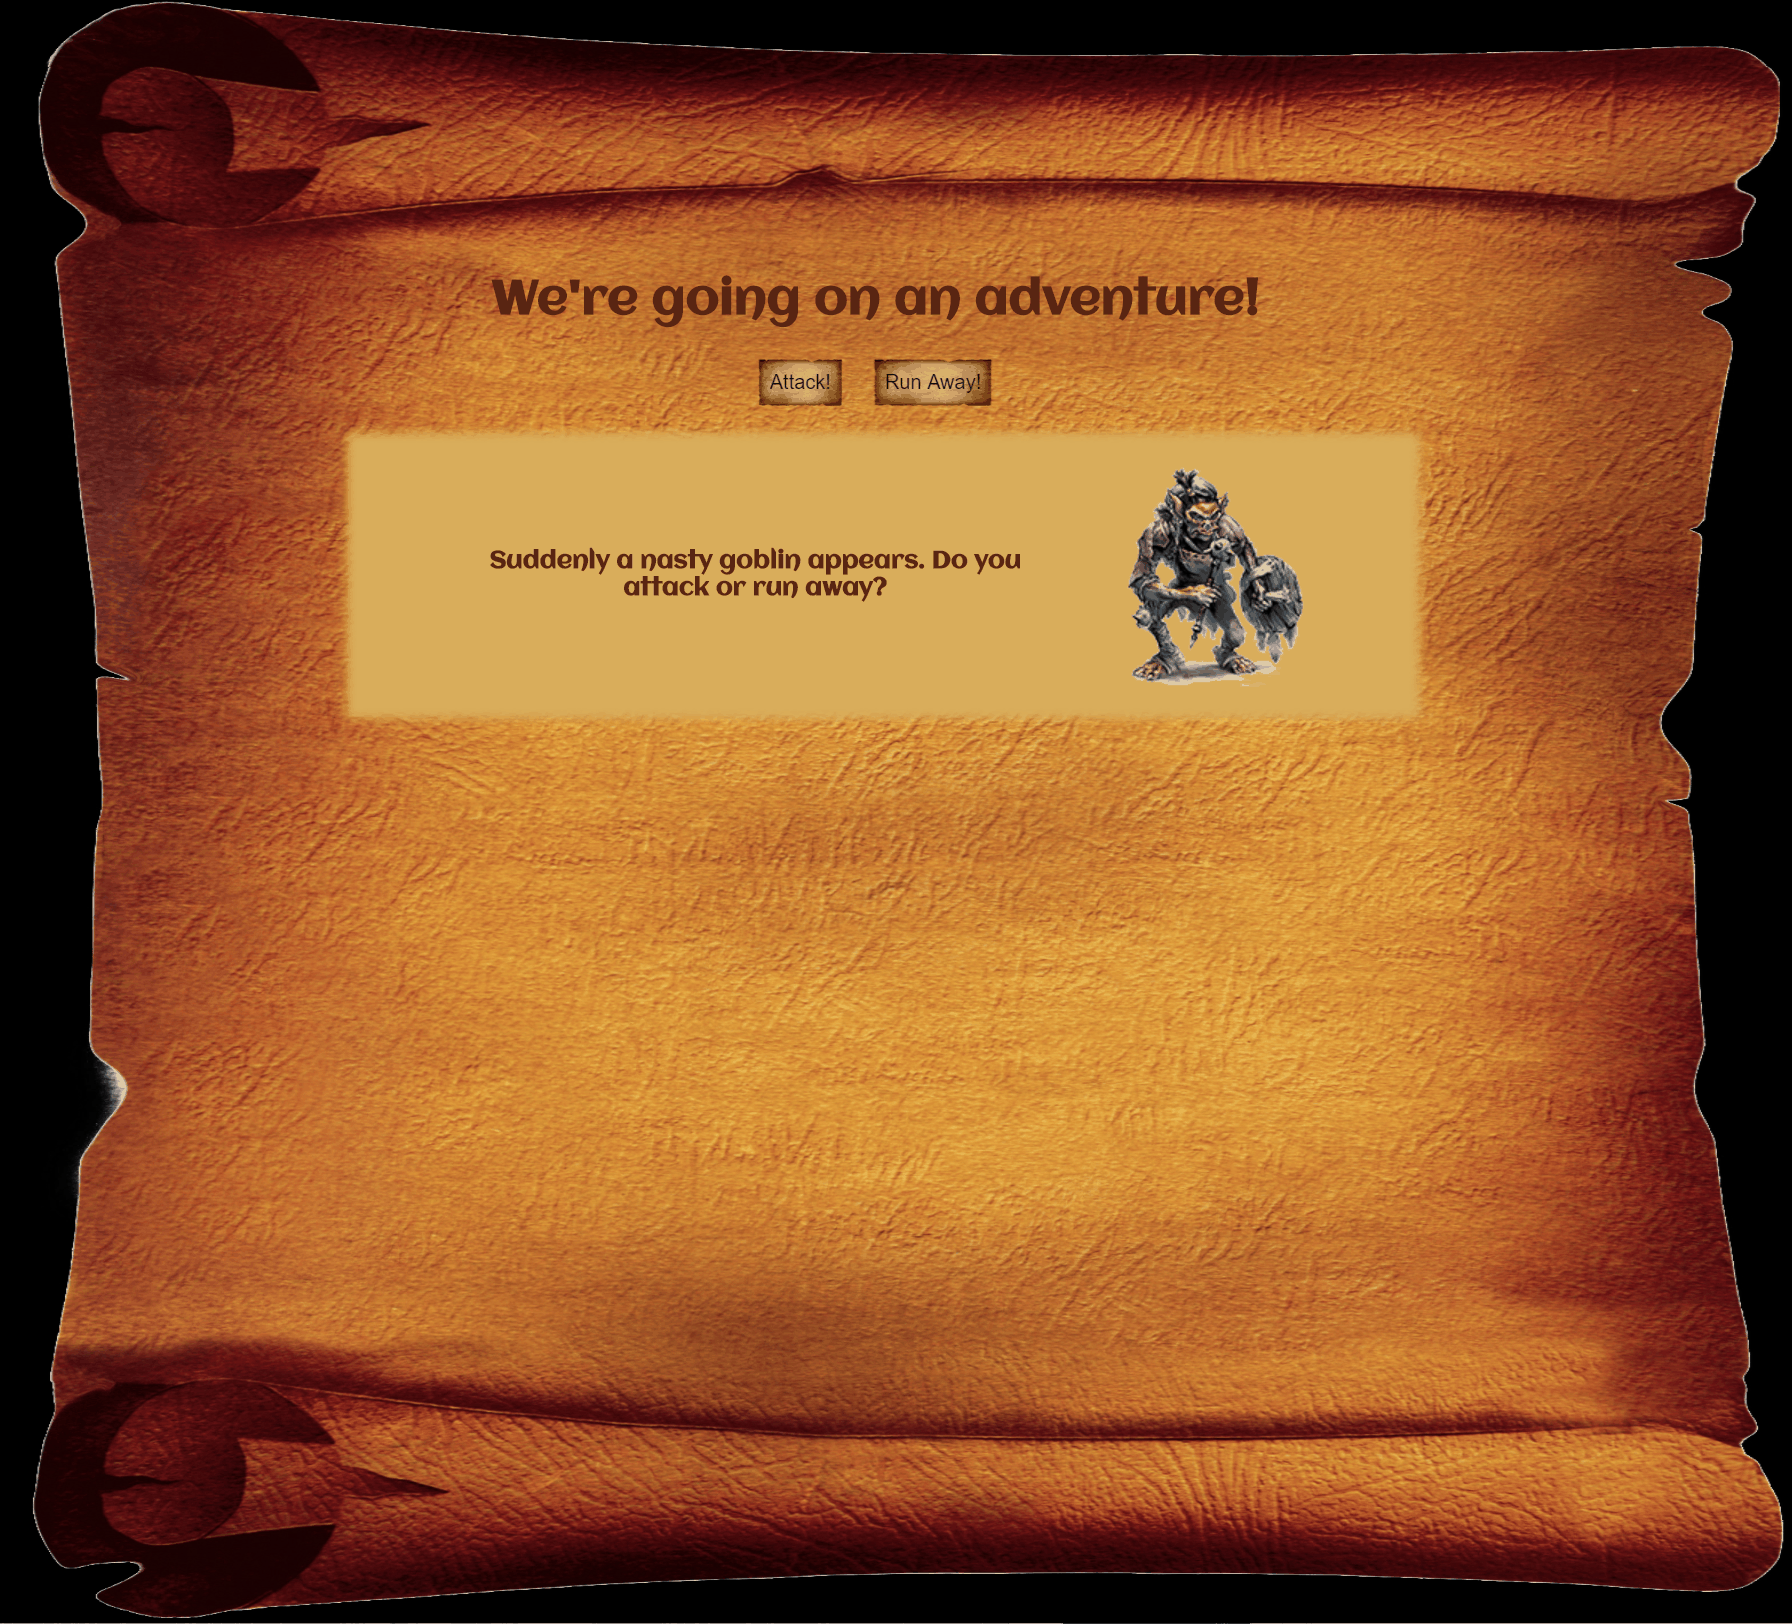 We're going on an adventure!
Attack! Run Away!
Suddenly a nasty goblin appears. Do you
attack or run away?